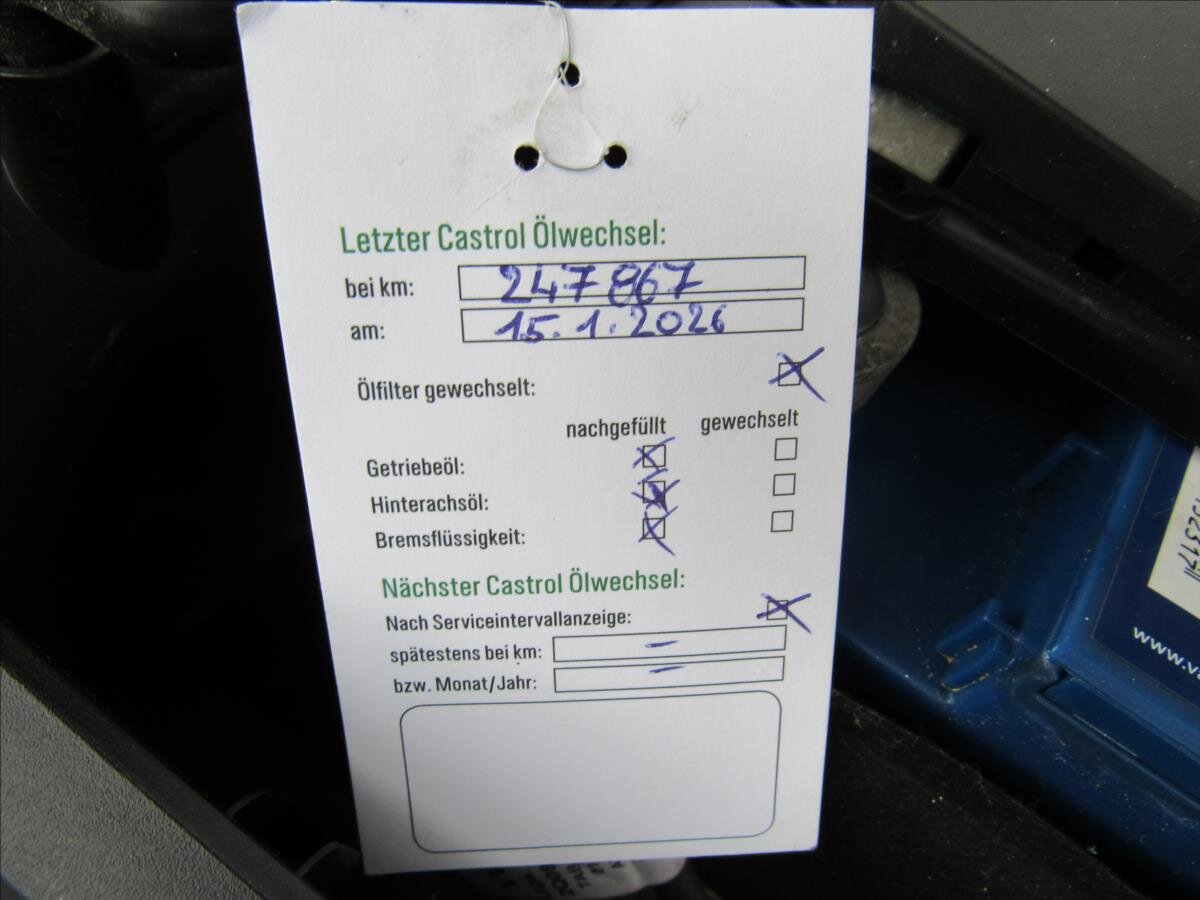 Letzter Castrol Ölwechsel:
bei km: 247867
am: 15.1.2026
Ölfilter gewechselt:
nachgefüllt gewechselt
Getriebeöl:
Hinterachsöl:
Bremsflüssigkeit:
Nächster Castrol Ölwechsel:
Nach Serviceintervallanzeige:
spätestens bei km: -
bzw. Monat/Jahr: -
www.v